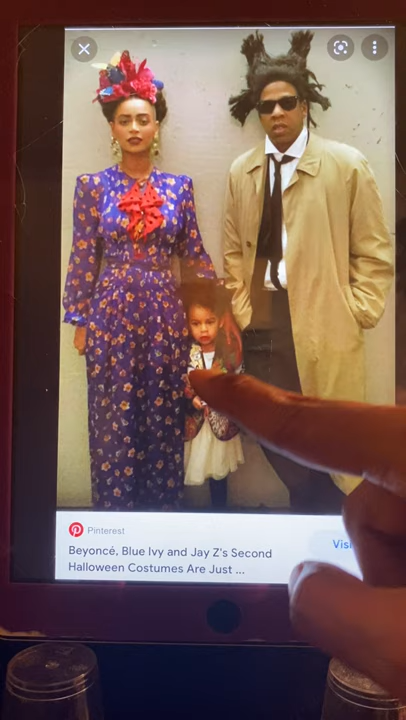 Pinterest
Beyoncé, Blue Ivy and Jay Z's Second
Halloween Costumes Are Just ...